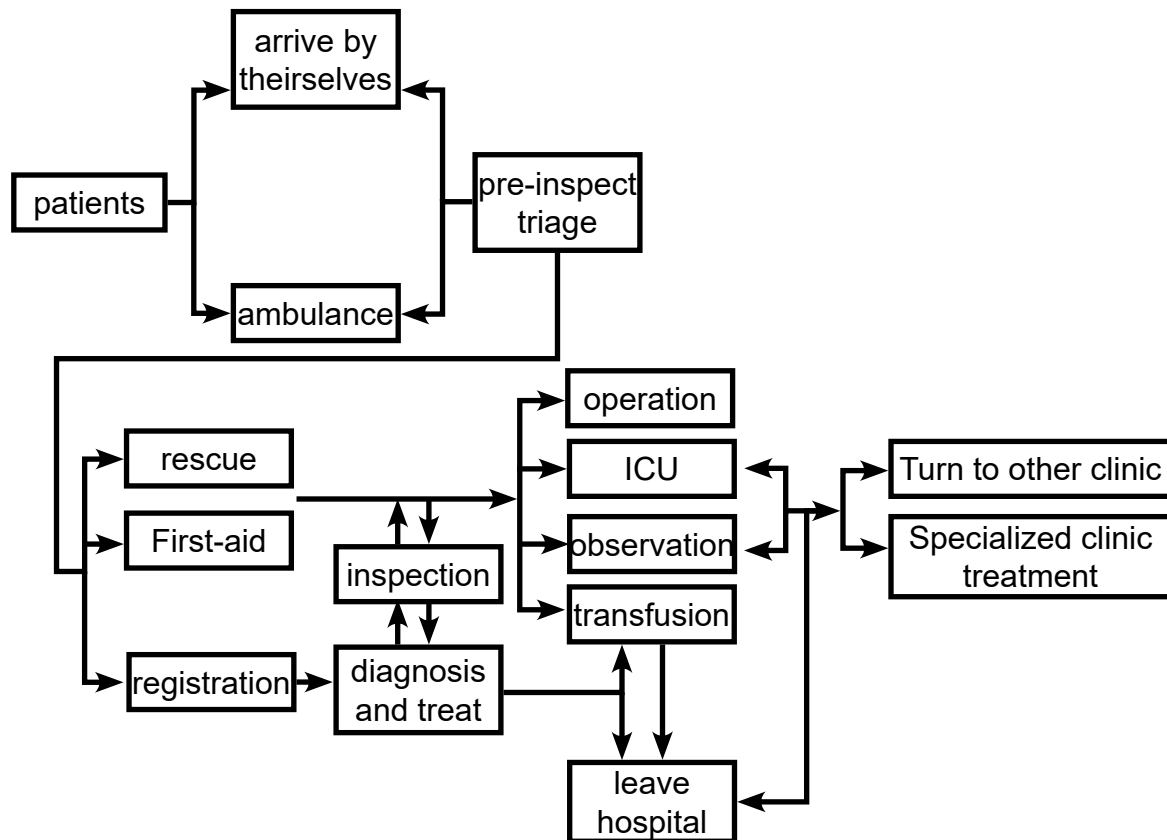 arrive by
theirselves
patients
pre-inspect
triage
ambulance
operation
rescue
ICU
Turn to other clinic
First-aid
observation
Specialized clinic
treatment
inspection
transfusion
registration
diagnosis
and treat
leave
hospital